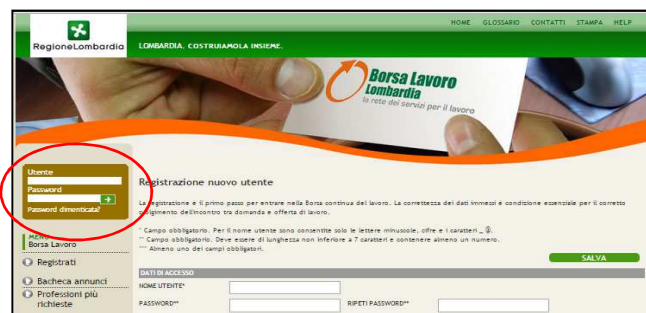 HOME GLOSSARIO CONTATTI STAMPA HELP
RegioneLombardia
LOMBARDIA. COSTRUIAMOLA INSIEME.
Borsa Lavoro
Lombardia
la rete dei servizi per il lavoro
Utente
Password
Password dimenticata?
MENU
Borsa Lavoro
Registrati
Bacheca annunci
Professioni più
richieste
Registrazione nuovo utente
La registrazione e il primo passo per entrare nella Borsa continua del lavoro. La correttezza dei dati immessi è condizione essenziale per il corretto
svolgimento dell'incontro tra domanda e offerta di lavoro.
* Campo obbligatorio. Per il nome utente sono consentite solo le lettere minuscole, cifre e i caratteri _ @.
** Campo obbligatorio. Deve essere di lunghezza non inferiore a 7 caratteri e contenere almeno un numero.
*** Almeno uno dei campi obbligatori.
SALVA
DATI DI ACCESSO
NOME UTENTE*
PASSWORD** RIPETI PASSWORD**